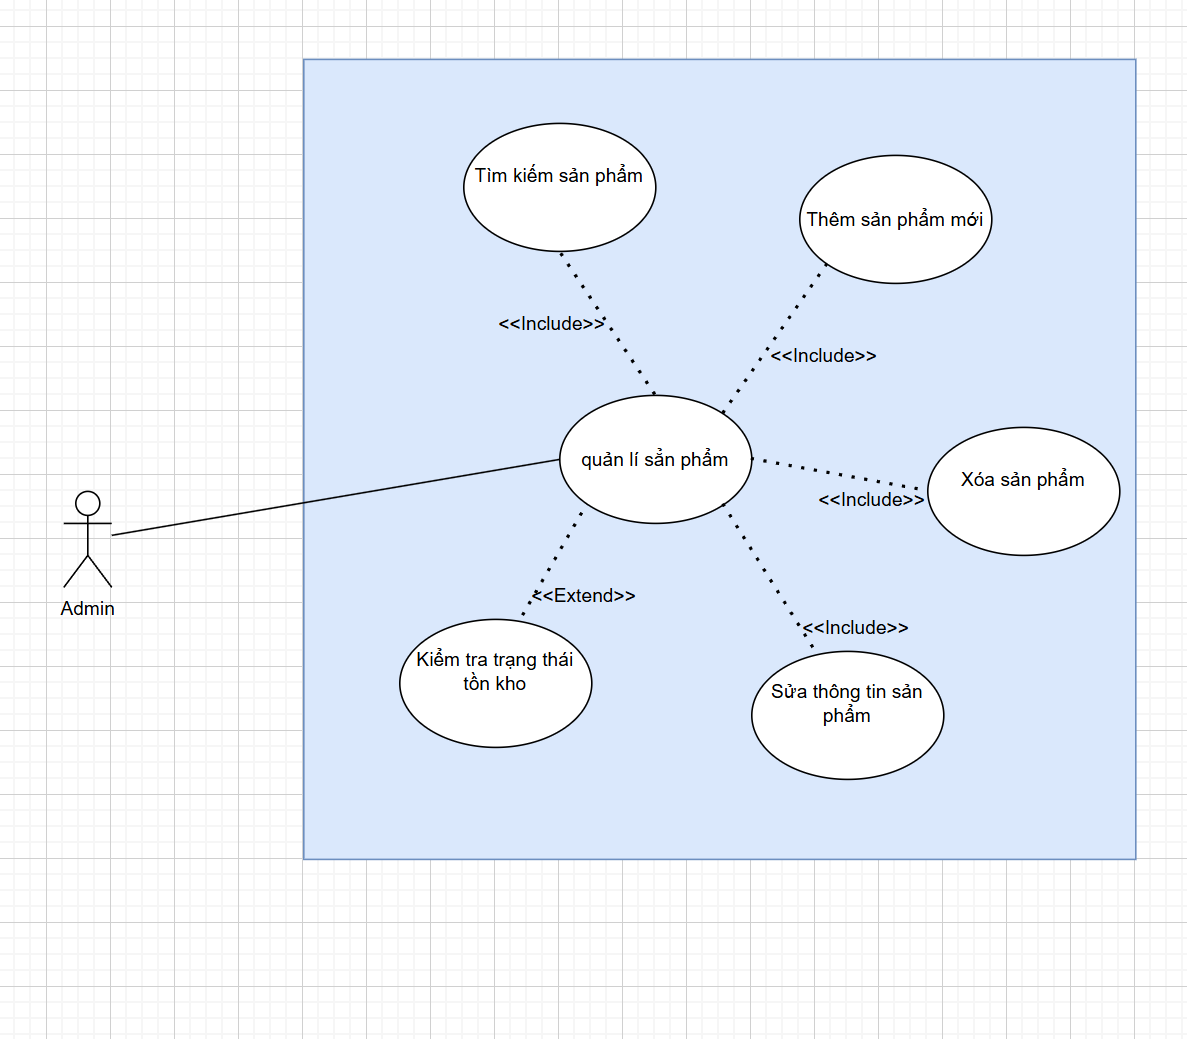 Tìm kiếm sản phẩm
Thêm sản phẩm mới
<<Include>>
<<Include>>
quản lí sẳn phẩm
Xóa sản phẩm
<<Include>>
<<Extend>>
Admin
<<Include>>
Kiểm tra trạng thái
tồn kho
Sửa thông tin sản
phẩm